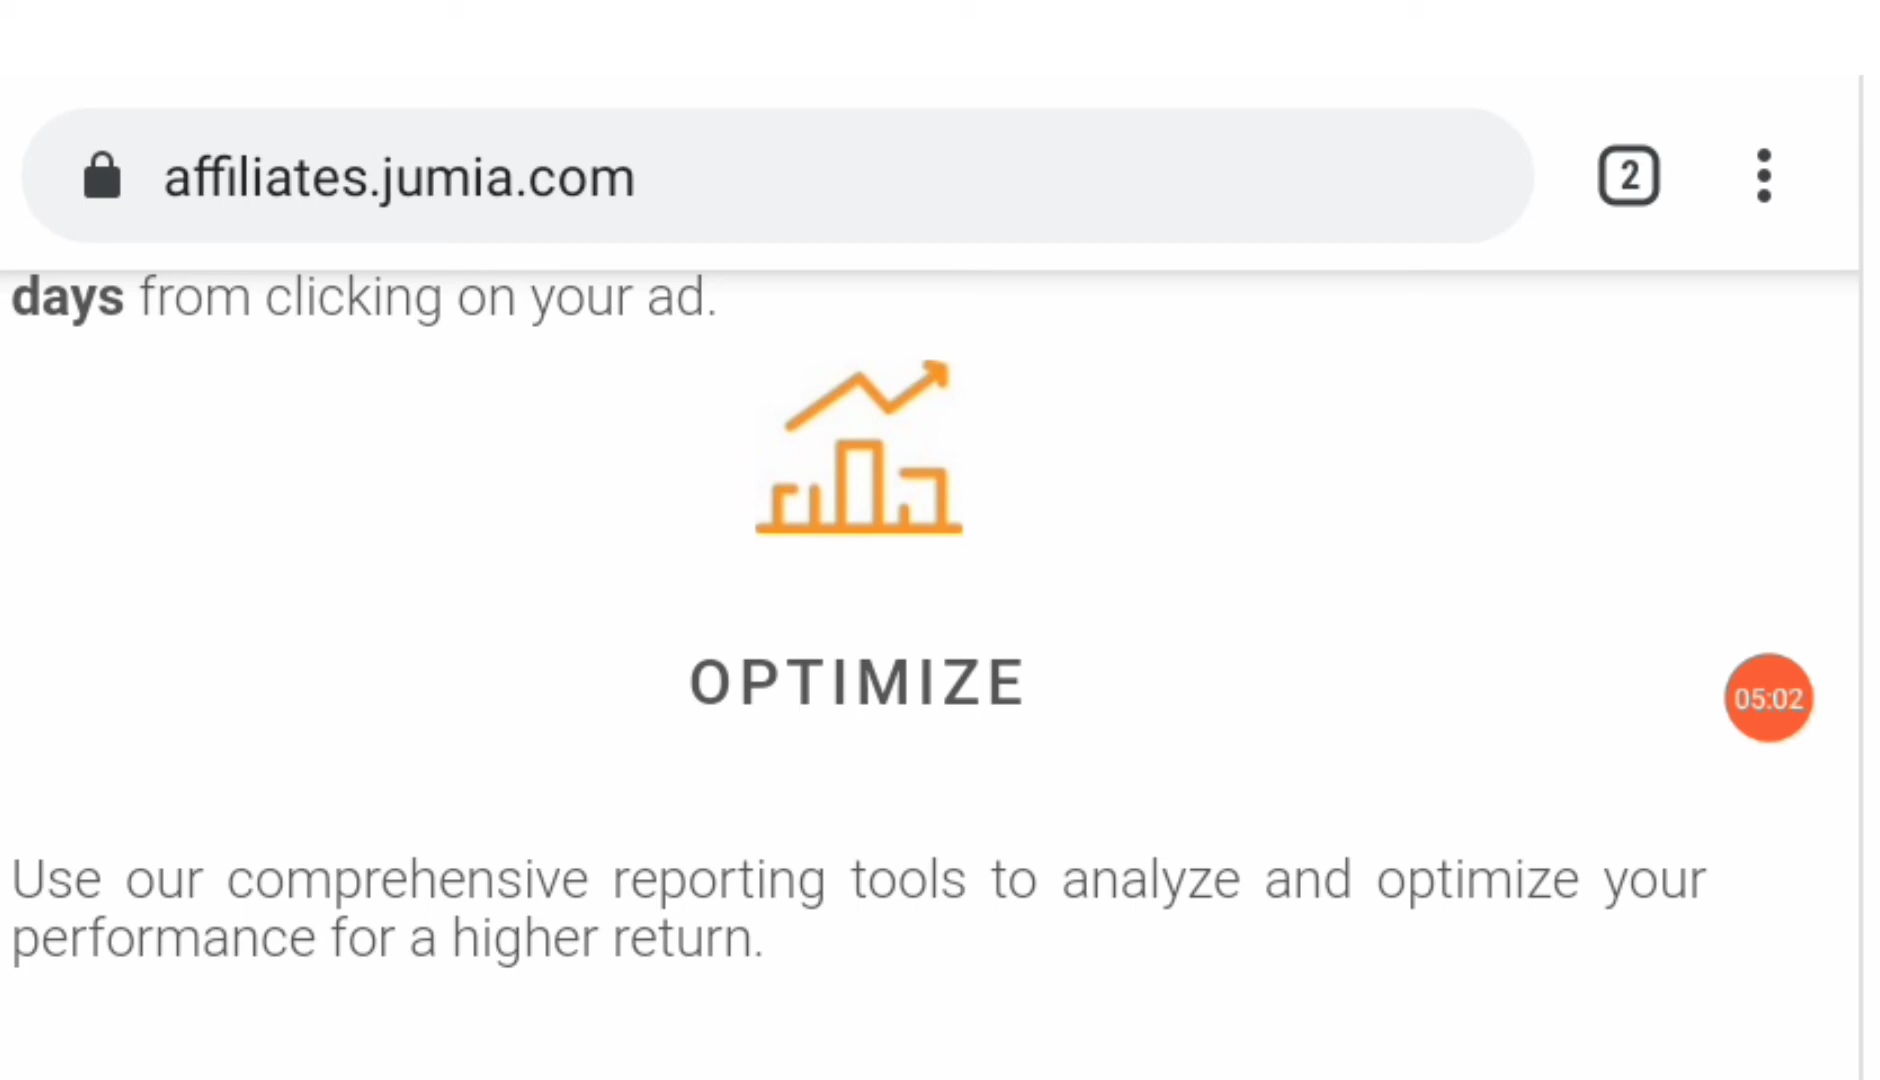 affiliates.jumia.com
2
days from clicking on your ad.
OPTIMIZE
05:02
Use our comprehensive reporting tools to analyze and optimize your
performance for a higher return.